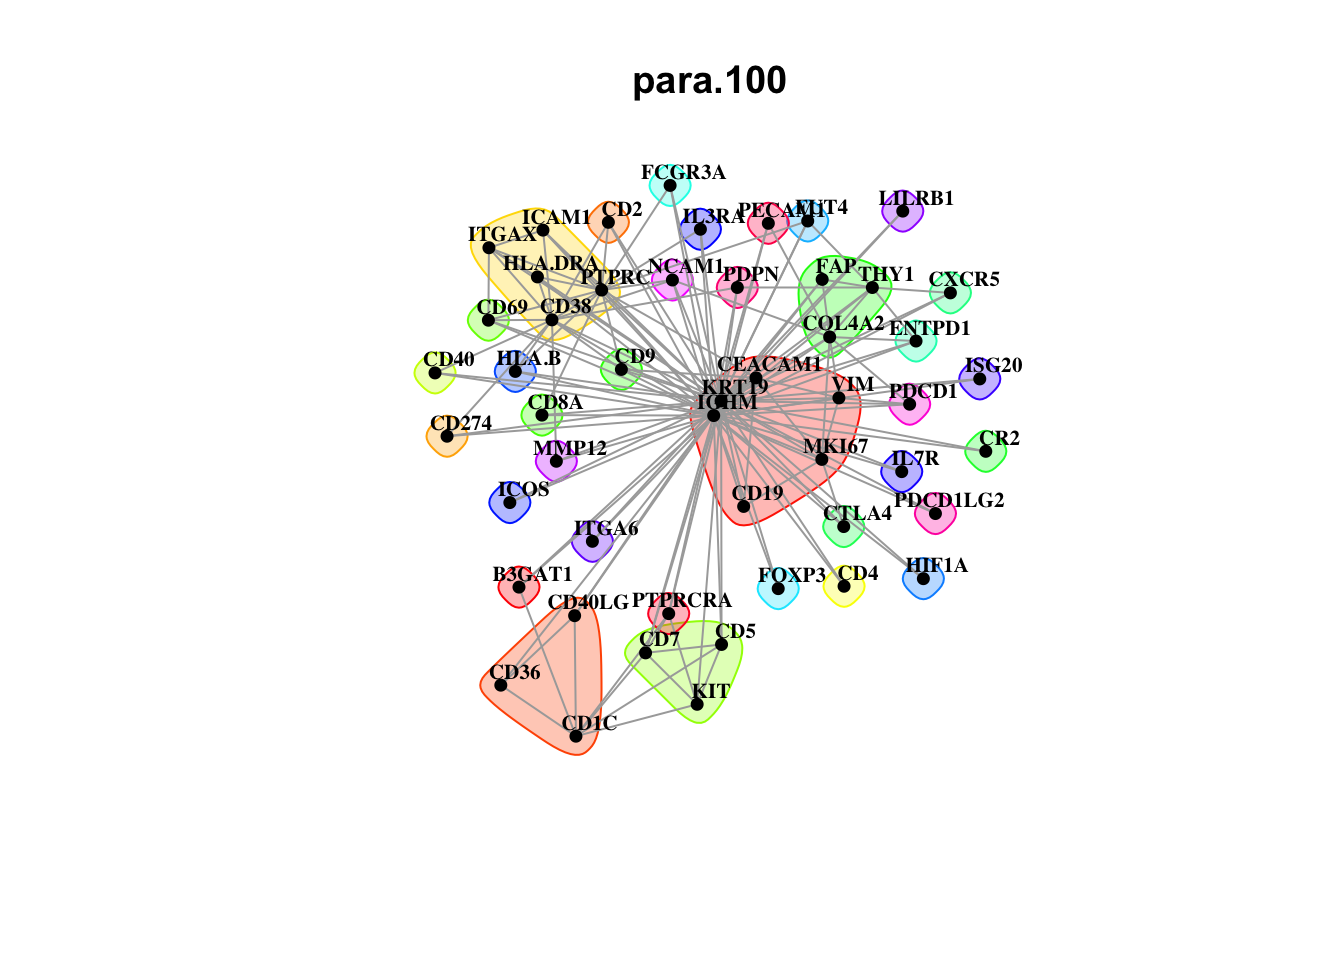 para.100
FCGR3A
LILRB1
CD2
IL3RA
PECAM1
FUT4
ICAM1
ITGAX
HLA.DRA
PTPRC
NCAM1
PDPN
FAP
THY1
CXCR5
CD69
CD38
COL4A2
ENTPD1
CD40
HLA.B
CD9
CEACAM1
ISG20
KRT19
VIM
PDCD1
CD8A
IGHM
CD274
MMP12
MKI67
CR2
IL7R
ICOS
CD19
PDCD1LG2
CTLA4
ITGA6
B3GAT1
FOXP3
CD4
HIF1A
CD40LG
PTPRCRA
CD7
CD5
CD36
KIT
CD1C